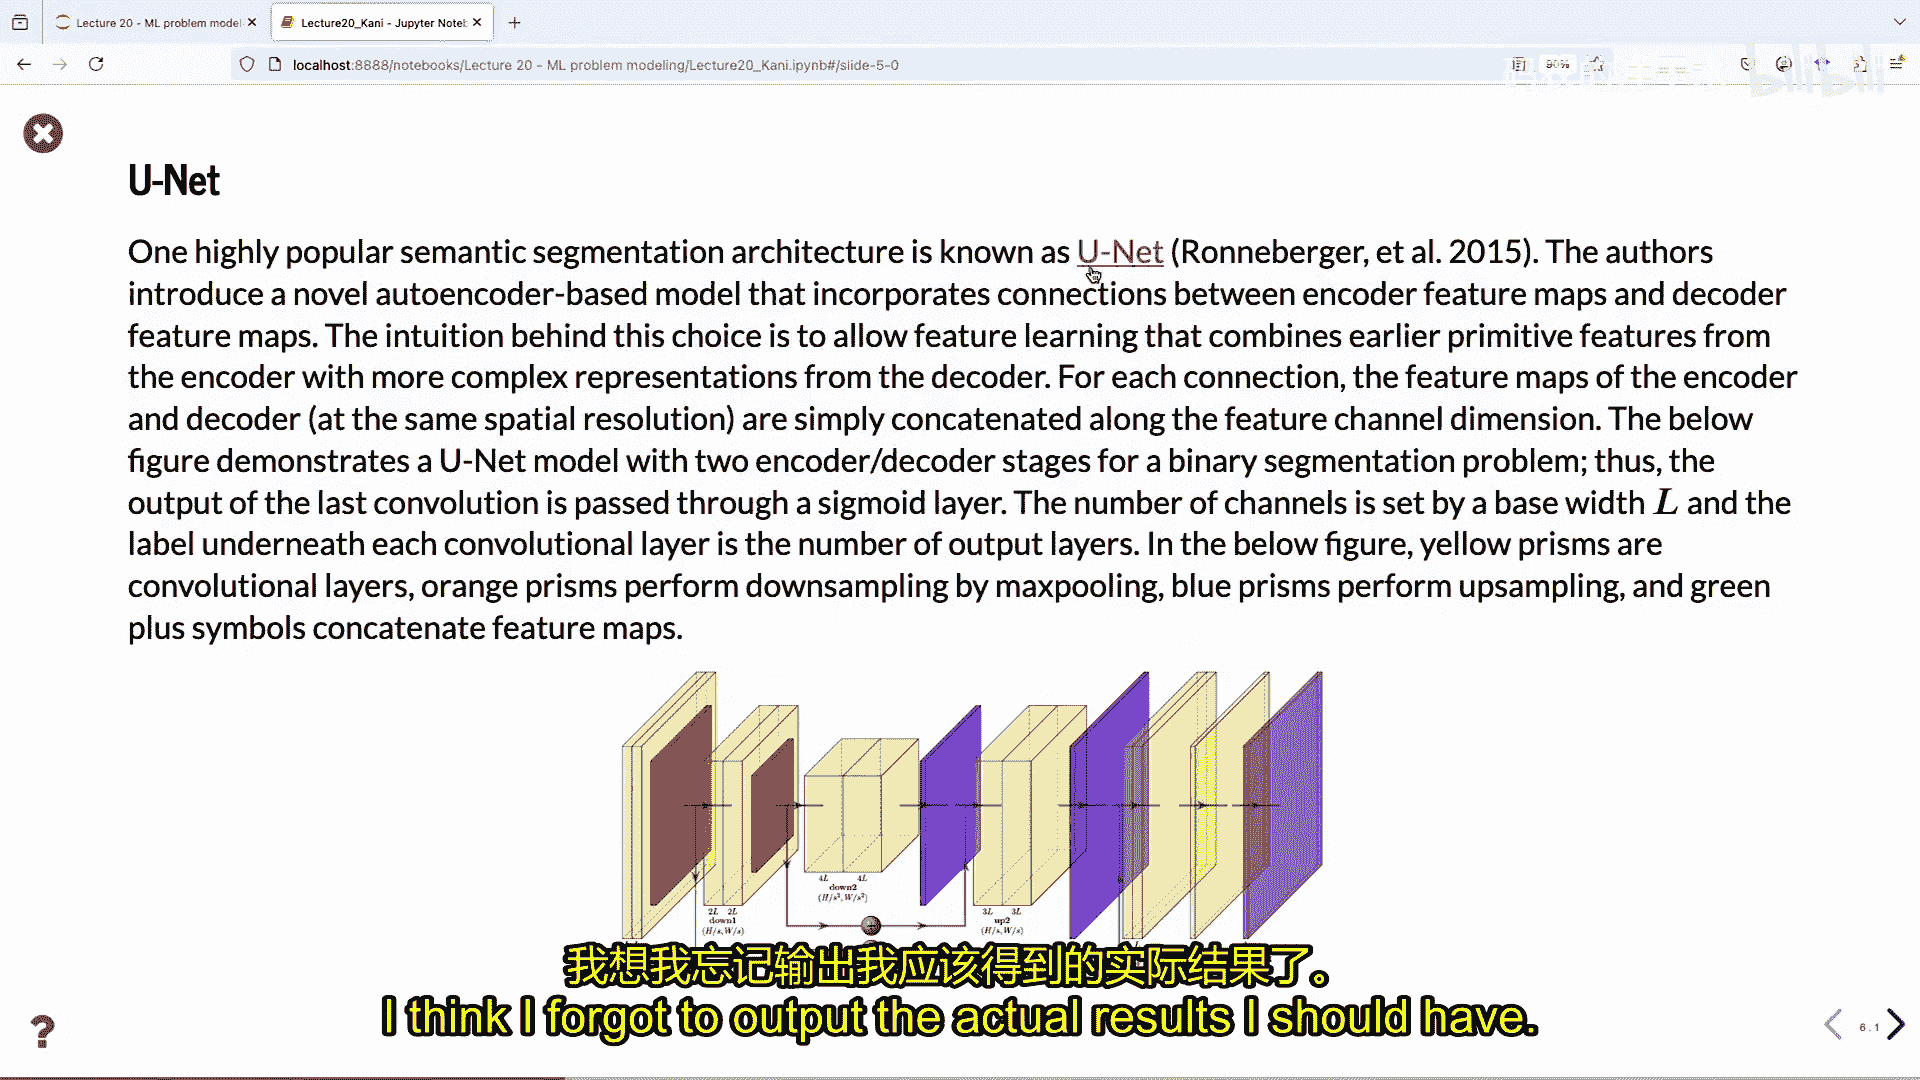 Lecture 20 - ML problem model
Lecture20_Kani - Jupyter Noteb
localhost:8888/notebooks/Lecture 20 - ML problem modeling/Lecture20_Kani.ipynb#/slide-5-0
90%
bilibili
U-Net
One highly popular semantic segmentation architecture is known as U-Net (Ronneberger, et al. 2015). The authors
introduce a novel autoencoder-based model that incorporates connections between encoder feature maps and decoder
feature maps. The intuition behind this choice is to allow feature learning that combines earlier primitive features from
the encoder with more complex representations from the decoder. For each connection, the feature maps of the encoder
and decoder (at the same spatial resolution) are simply concatenated along the feature channel dimension. The below
figure demonstrates a U-Net model with two encoder/decoder stages for a binary segmentation problem; thus, the
output of the last convolution is passed through a sigmoid layer. The number of channels is set by a base width L and the
label underneath each convolutional layer is the number of output layers. In the below figure, yellow prisms are
convolutional layers, orange prisms perform downsampling by maxpooling, blue prisms perform upsampling, and green
plus symbols concatenate feature maps.
4L 4L
down2
(H/s², W/s²)
2L 2L
down1
(H/s, W/s)
3L 3L
up2
(H/s, W/s)
我想我忘记输出我应该得到的实际结果了。
I think I forgot to output the actual results I should have.
?
6.1